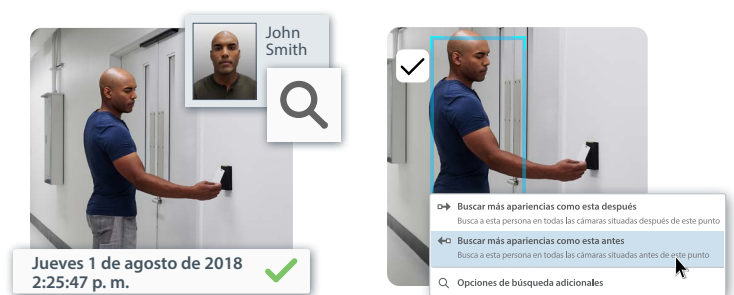 John
Smith
Jueves 1 de agosto de 2018
2:25:47 p. m.
Buscar más apariencias como esta después
Busca a esta persona en todas las cámaras situadas después de este punto
Buscar más apariencias como esta antes
Busca a esta persona en todas las cámaras situadas antes de este punto
Opciones de búsqueda adicionales